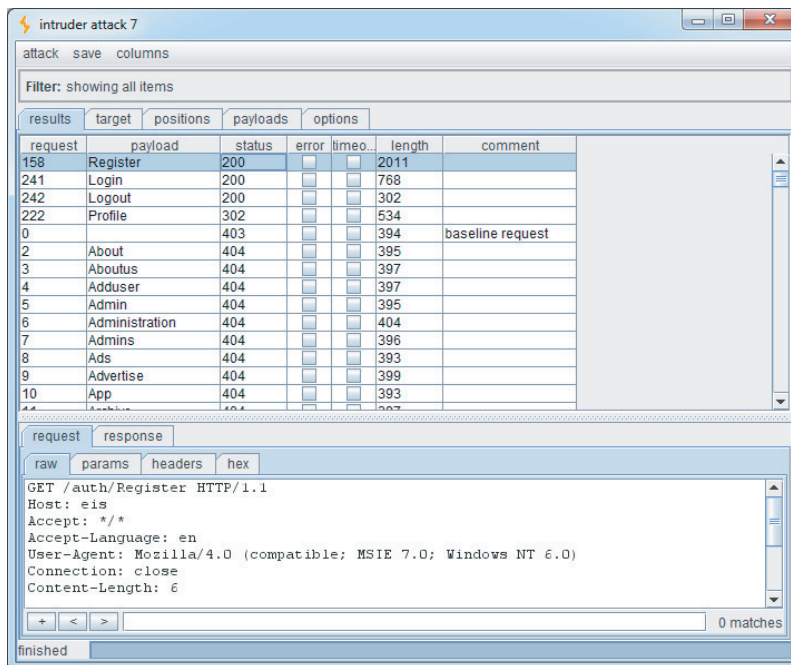 intruder attack 7
attack save columns
Filter: showing all items
results target positions payloads options
request payload status error timeo... length comment
158 Register 200 2011
241 Login 200 768
242 Logout 200 302
222 Profile 302 534
0 403 394 baseline request
2 About 404 395
3 Aboutus 404 397
4 Adduser 404 397
5 Admin 404 395
6 Administration 404 404
7 Admins 404 396
8 Ads 404 393
9 Advertise 404 399
10 App 404 393
request response
raw params headers hex
GET /auth/Register HTTP/1.1
Host: eis
Accept: */*
Accept-Language: en
User-Agent: Mozilla/4.0 (compatible; MSIE 7.0; Windows NT 6.0)
Connection: close
Content-Length: 6
+ < > 0 matches
finished